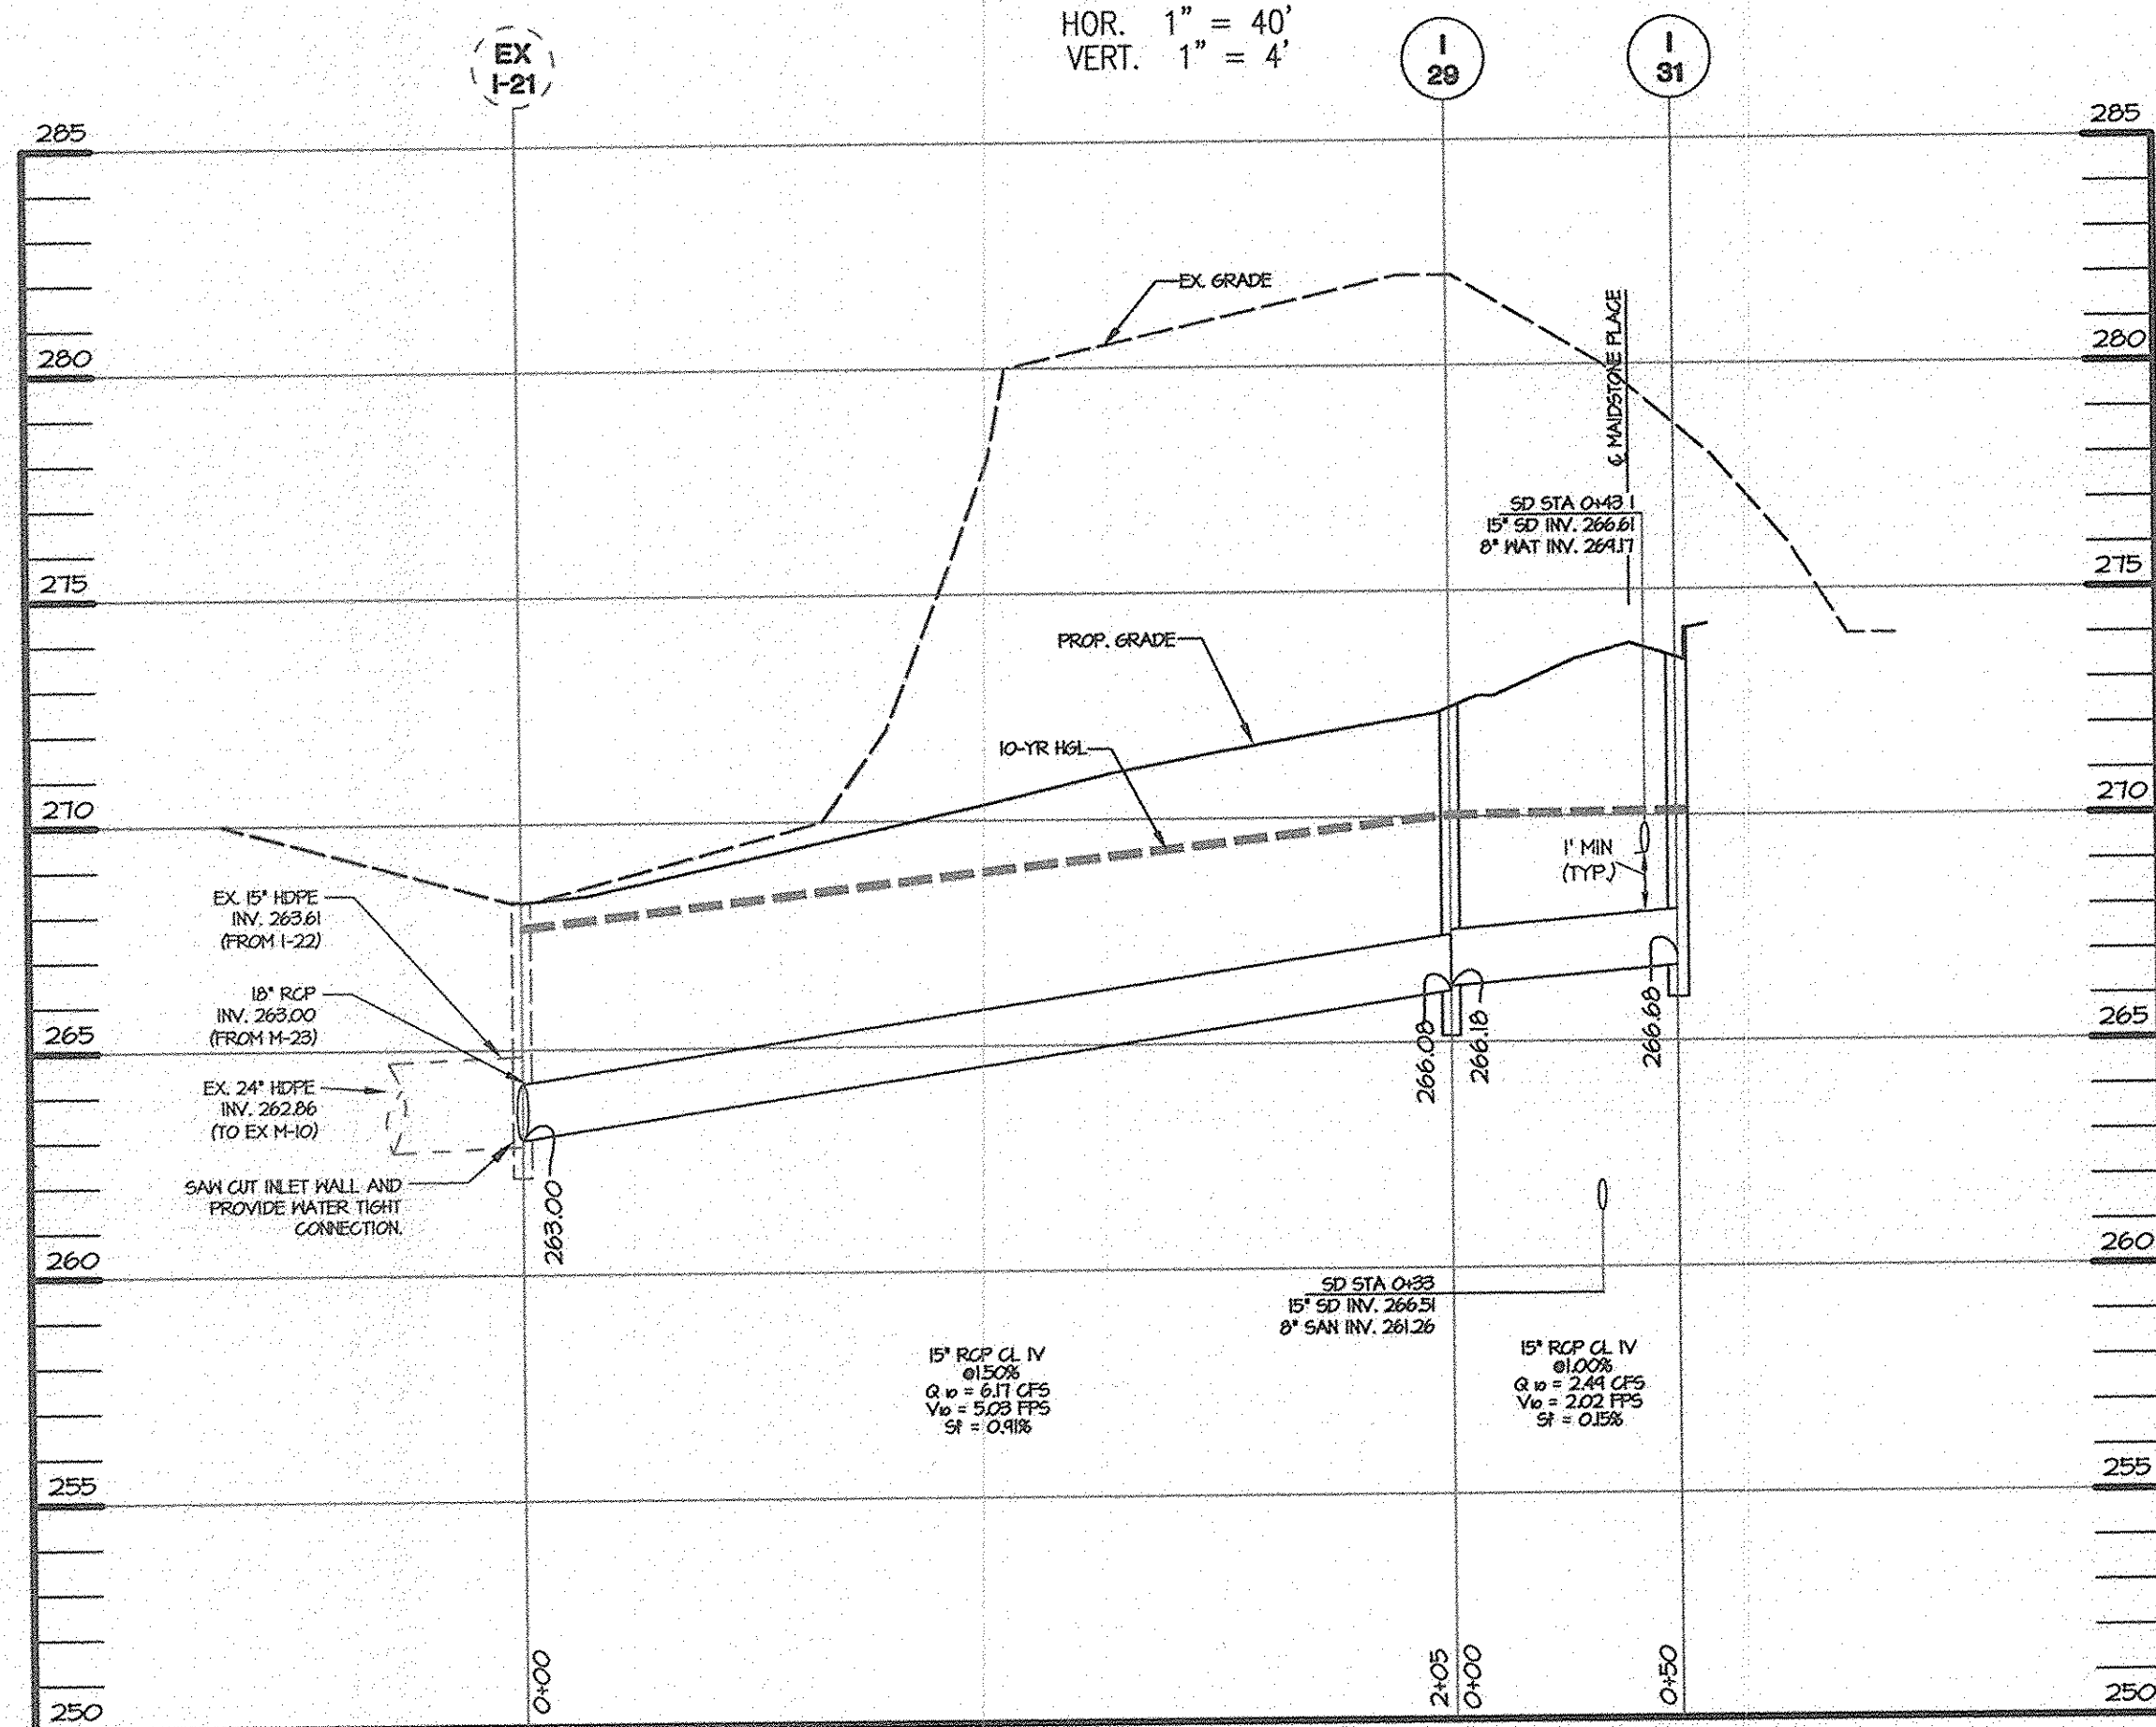 HOR. 1" = 40'
VERT. 1" = 4'
EX
I-21
I
29
I
31
285
285
280
280
275
275
270
270
265
265
260
260
255
255
250
250
EX. GRADE
℄ MAIDSTONE PLACE
SD STA 0+43.1
15" SD INV. 266.61
8" WAT INV. 269.17
PROP. GRADE
10-YR HGL
1' MIN
(TYP.)
EX. 15" HDPE
INV. 263.61
(FROM I-22)
18" RCP
INV. 263.00
(FROM M-23)
EX. 24" HDPE
INV. 262.86
(TO EX M-10)
SAW CUT INLET WALL AND
PROVIDE WATER TIGHT
CONNECTION.
263.00
266.08
266.18
266.68
SD STA 0+33
15" SD INV. 266.51
8" SAN INV. 261.26
15" RCP CL IV
@1.50%
Q10 = 6.17 CFS
V10 = 5.03 FPS
Sf = 0.91%
15" RCP CL IV
@1.00%
Q10 = 2.49 CFS
V10 = 2.02 FPS
Sf = 0.15%
0+00
2+05
0+00
0+50